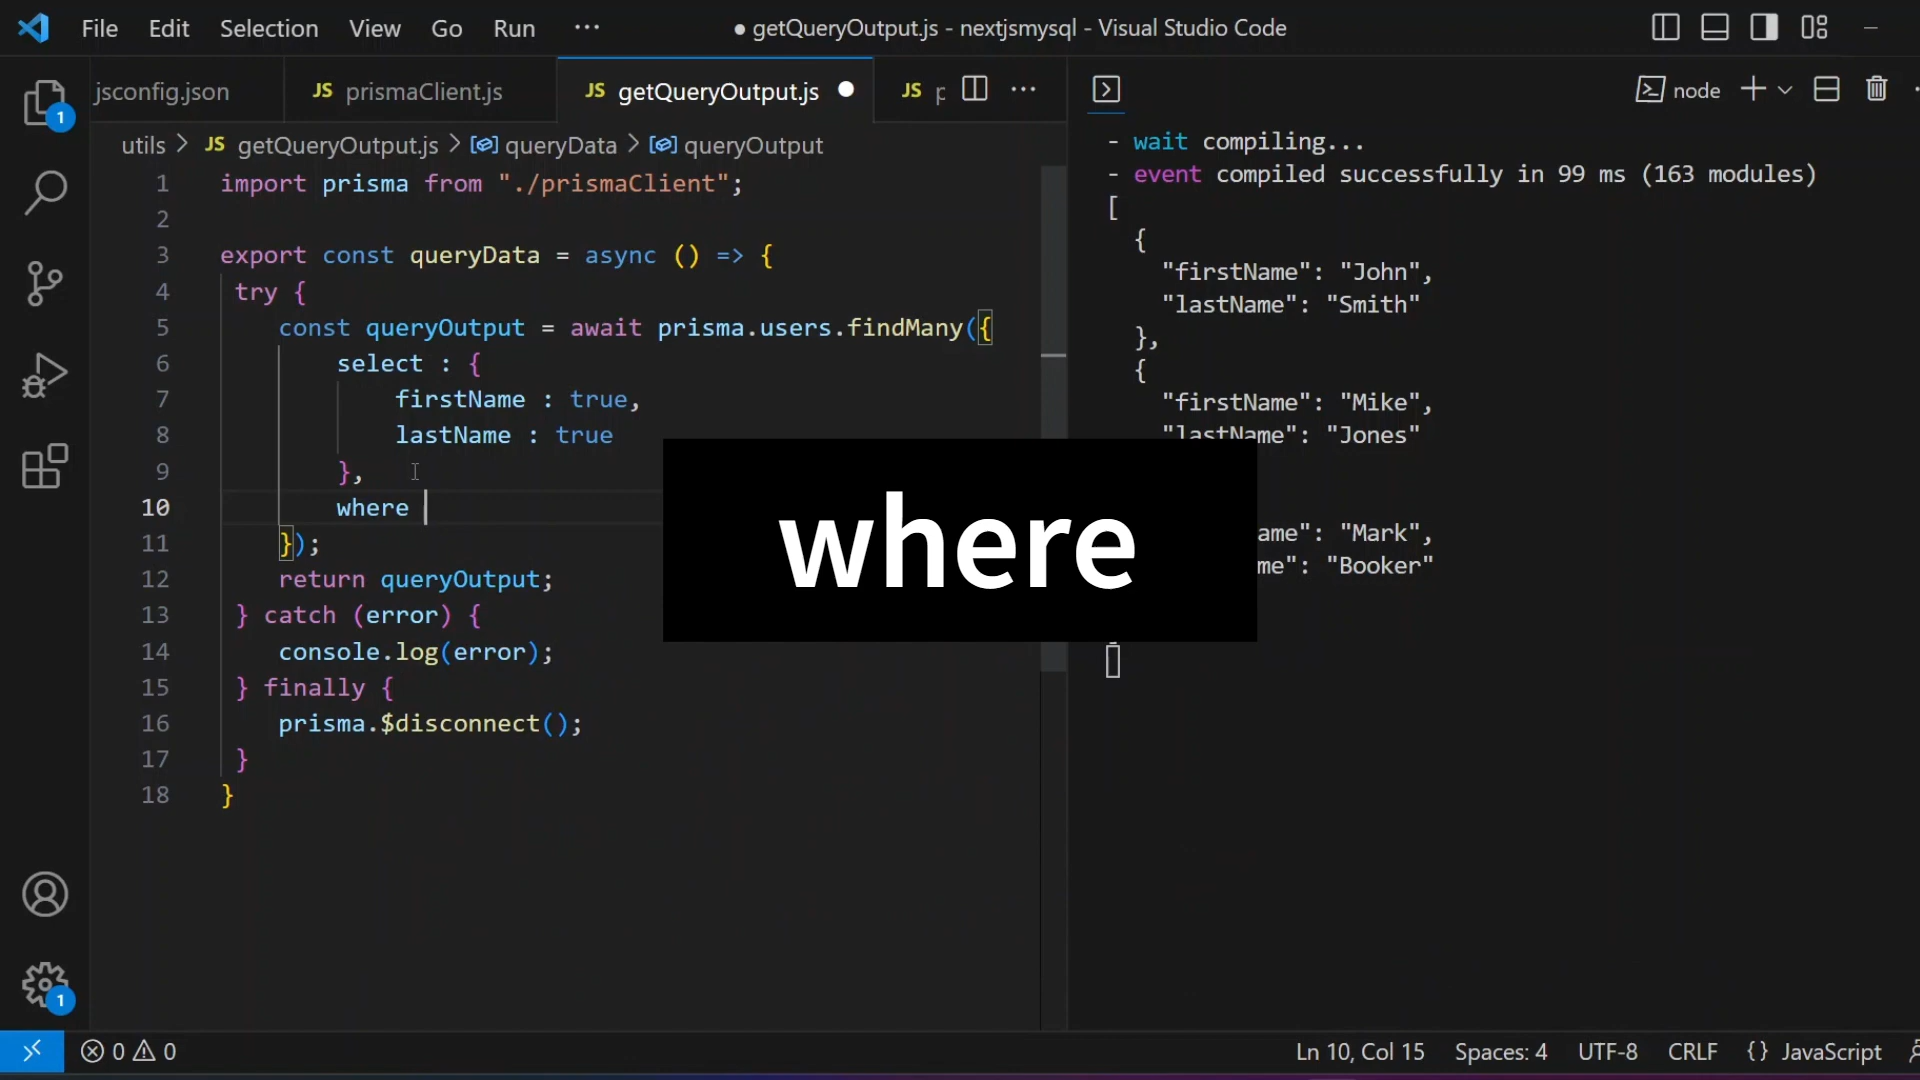 File Edit Selection View Go Run ··· ● getQueryOutput.js - nextjsmysql - Visual Studio Code
jsconfig.json JS prismaClient.js JS getQueryOutput.js ● JS ··· node
1
utils > JS getQueryOutput.js > queryData > queryOutput
1 import prisma from "./prismaClient";
2
3 export const queryData = async () => {
4 try {
5 const queryOutput = await prisma.users.findMany({
6 select : {
7 firstName : true,
8 lastName : true
9 },
10 where
11 });
12 return queryOutput;
13 } catch (error) {
14 console.log(error);
15 } finally {
16 prisma.$disconnect();
17 }
18 }
- wait compiling...
- event compiled successfully in 99 ms (163 modules)
[
{
"firstName": "John",
"lastName": "Smith"
},
{
"firstName": "Mike",
"lastName": "Jones"
ame": "Mark",
me": "Booker"
where
1
0 0 Ln 10, Col 15 Spaces: 4 UTF-8 CRLF {} JavaScript